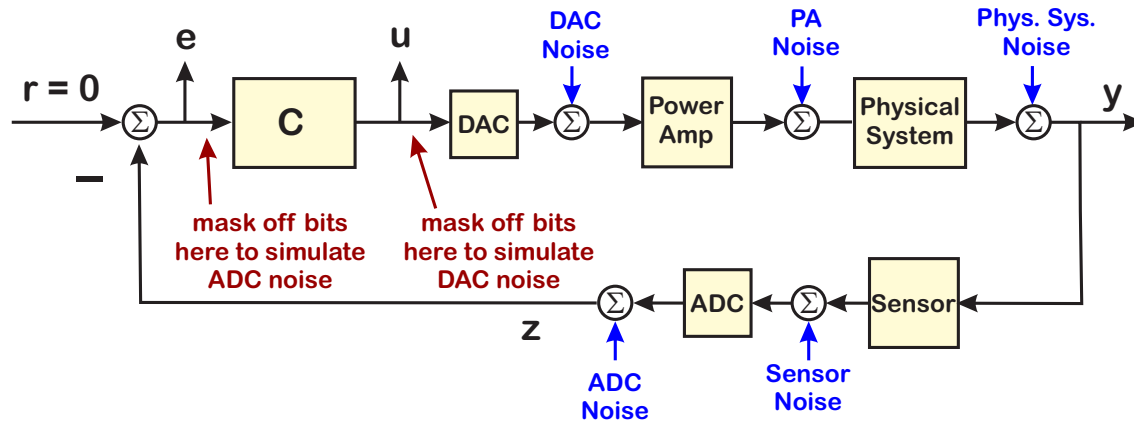 r = 0
Σ
e
C
u
DAC
DAC
Noise
Σ
Power
Amp
PA
Noise
Σ
Physical
System
Phys. Sys.
Noise
Σ
y
−
mask off bits
here to simulate
ADC noise
mask off bits
here to simulate
DAC noise
z
Σ
ADC
Noise
ADC
Σ
Sensor
Noise
Sensor